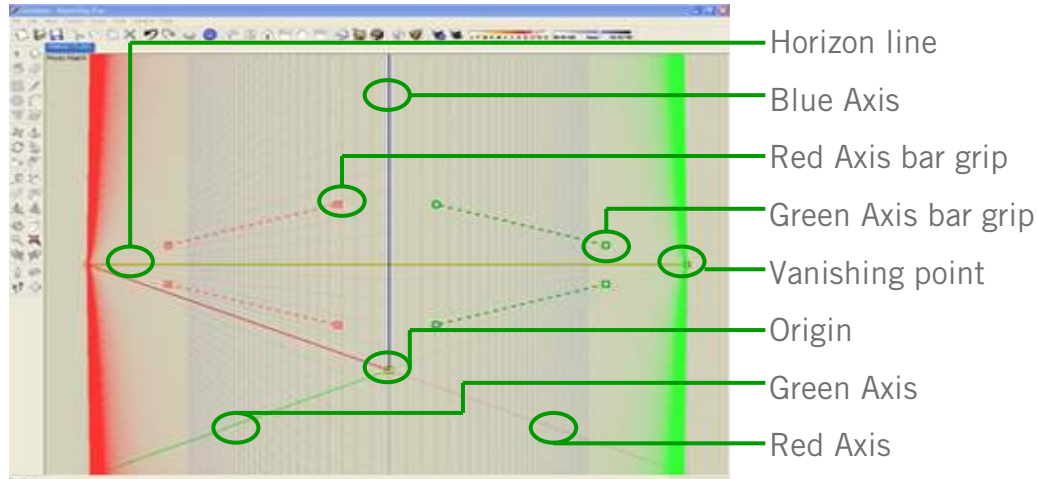 Horizon line
Blue Axis
Red Axis bar grip
Green Axis bar grip
Vanishing point
Origin
Green Axis
Red Axis